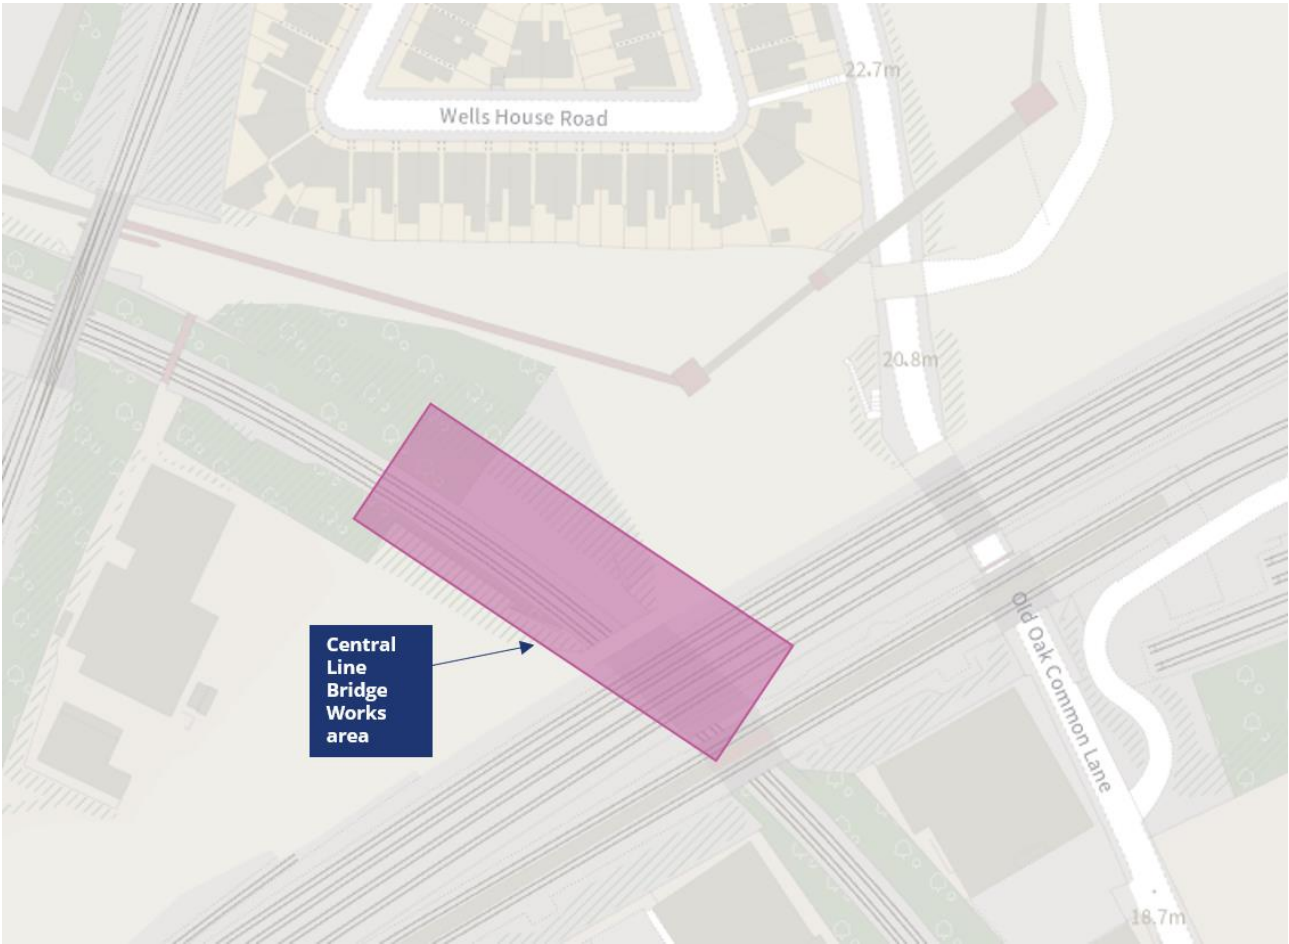 22.7m
Wells House Road
20.8m
Old Oak Common Lane
Central
Line
Bridge
Works
area
18.7m